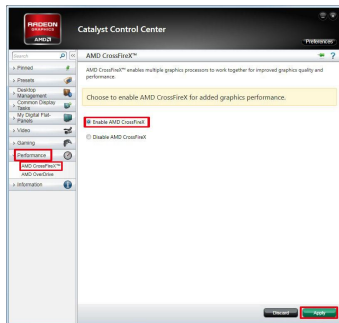 RADEON
GRAPHICS
AMD
Catalyst Control Center
Preferences
Search
AMD CrossFireX™
Pinned
Presets
Desktop
Management
Common Display
Tasks
My Digital Flat-
Panels
Video
Gaming
Performance
AMD CrossFireX™
AMD OverDrive
Information
AMD CrossFireX™ enables multiple graphics processors to work together for improved graphics quality and
performance.
Choose to enable AMD CrossFireX for added graphics performance.
Enable AMD CrossFireX
Disable AMD CrossFireX
Discard
Apply